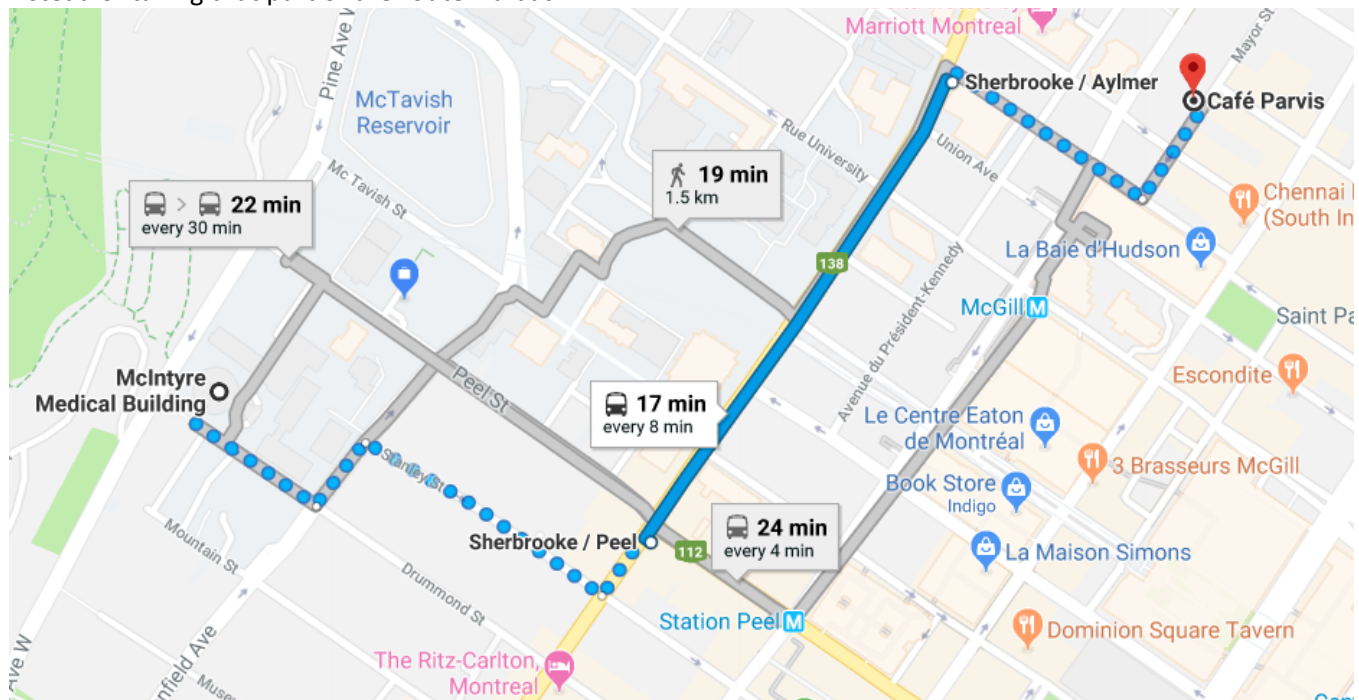 Marriott Montreal
Mayor St
Sherbrooke / Aylmer
Café Parvis
Pine Ave W
McTavish
Reservoir
Rue University
Union Ave
19 min
1.5 km
Mc Tavish St
22 min
every 30 min
Chennai
(South In
La Baie d'Hudson
138
McGill M
Avenue du Président-Kennedy
Saint Pa
McIntyre
Medical Building
Peel St
17 min
every 8 min
Escondite
Le Centre Eaton
de Montréal
3 Brasseurs McGill
Stanley St
Book Store
Indigo
24 min
every 4 min
Sherbrooke / Peel
112
La Maison Simons
Mountain St
Drummond St
Station Peel M
Dominion Square Tavern
Ave W
nfield Ave
The Ritz-Carlton,
Montreal